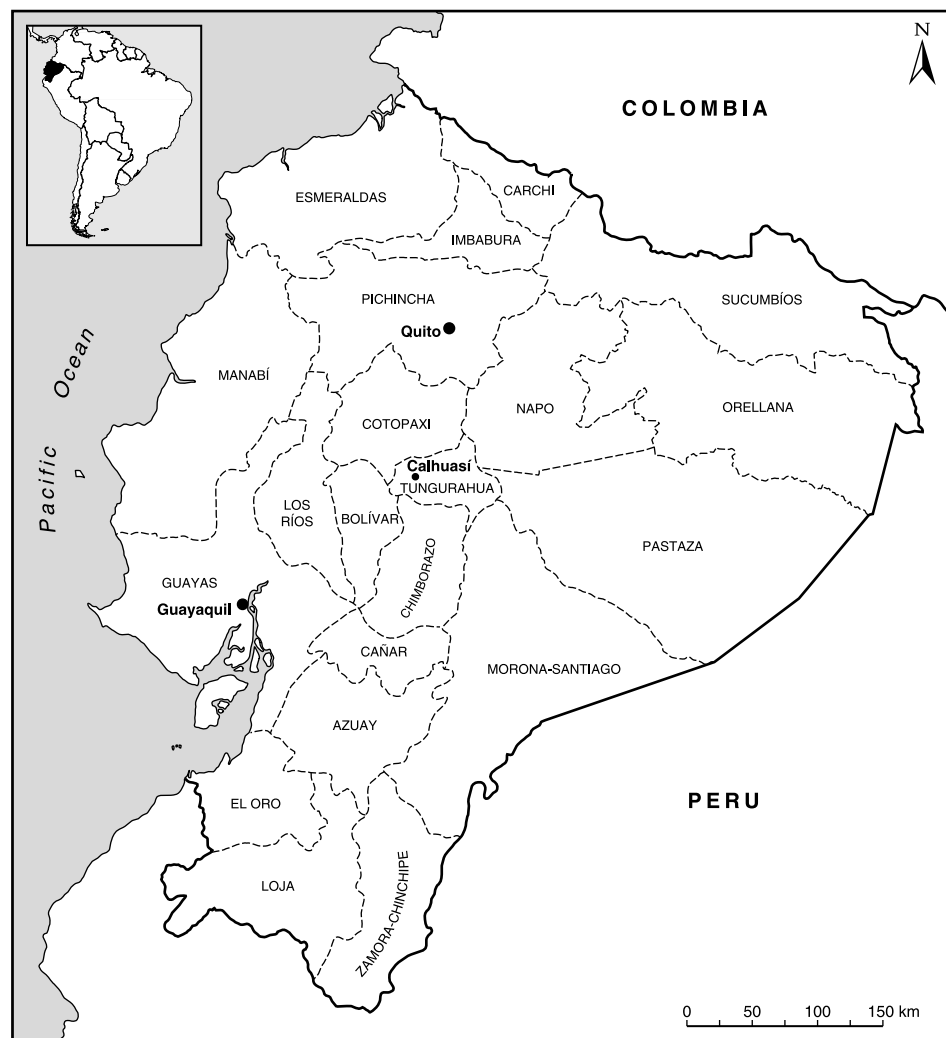 N
COLOMBIA
ESMERALDAS
CARCHI
IMBABURA
PICHINCHA
SUCUMBÍOS
Quito
Pacific Ocean
MANABÍ
NAPO
ORELLANA
COTOPAXI
Calhuasí
TUNGURAHUA
LOS
RÍOS
BOLÍVAR
PASTAZA
CHIMBORAZO
GUAYAS
Guayaquil
CAÑAR
MORONA-SANTIAGO
AZUAY
EL ORO
PERU
LOJA
ZAMORA-CHINCHIPE
0 50 100 150 km